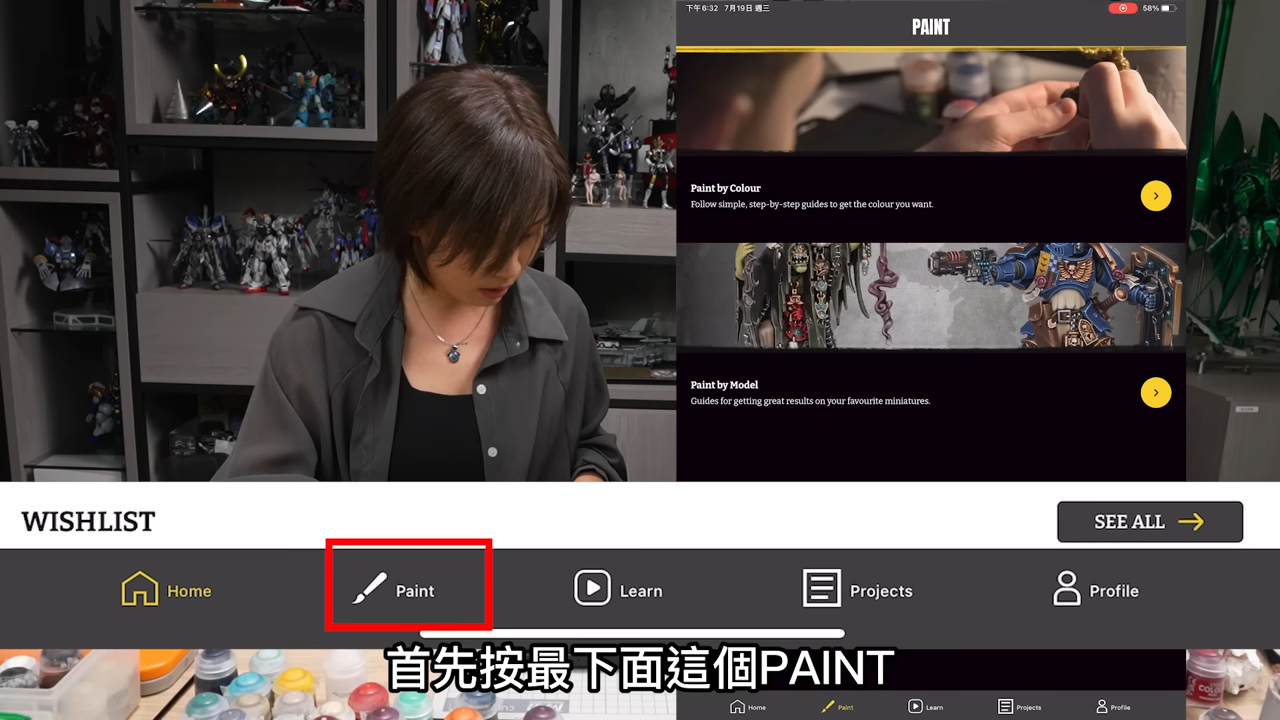 下午6:32 7月19日 週三
58%
PAINT
Paint by Colour
Follow simple, step-by-step guides to get the colour you want.
Paint by Model
Guides for getting great results on your favourite miniatures.
WISHLIST
SEE ALL
Home
Paint
Learn
Projects
Profile
首先按最下面這個PAINT
Home
Paint
Learn
Projects
Profile